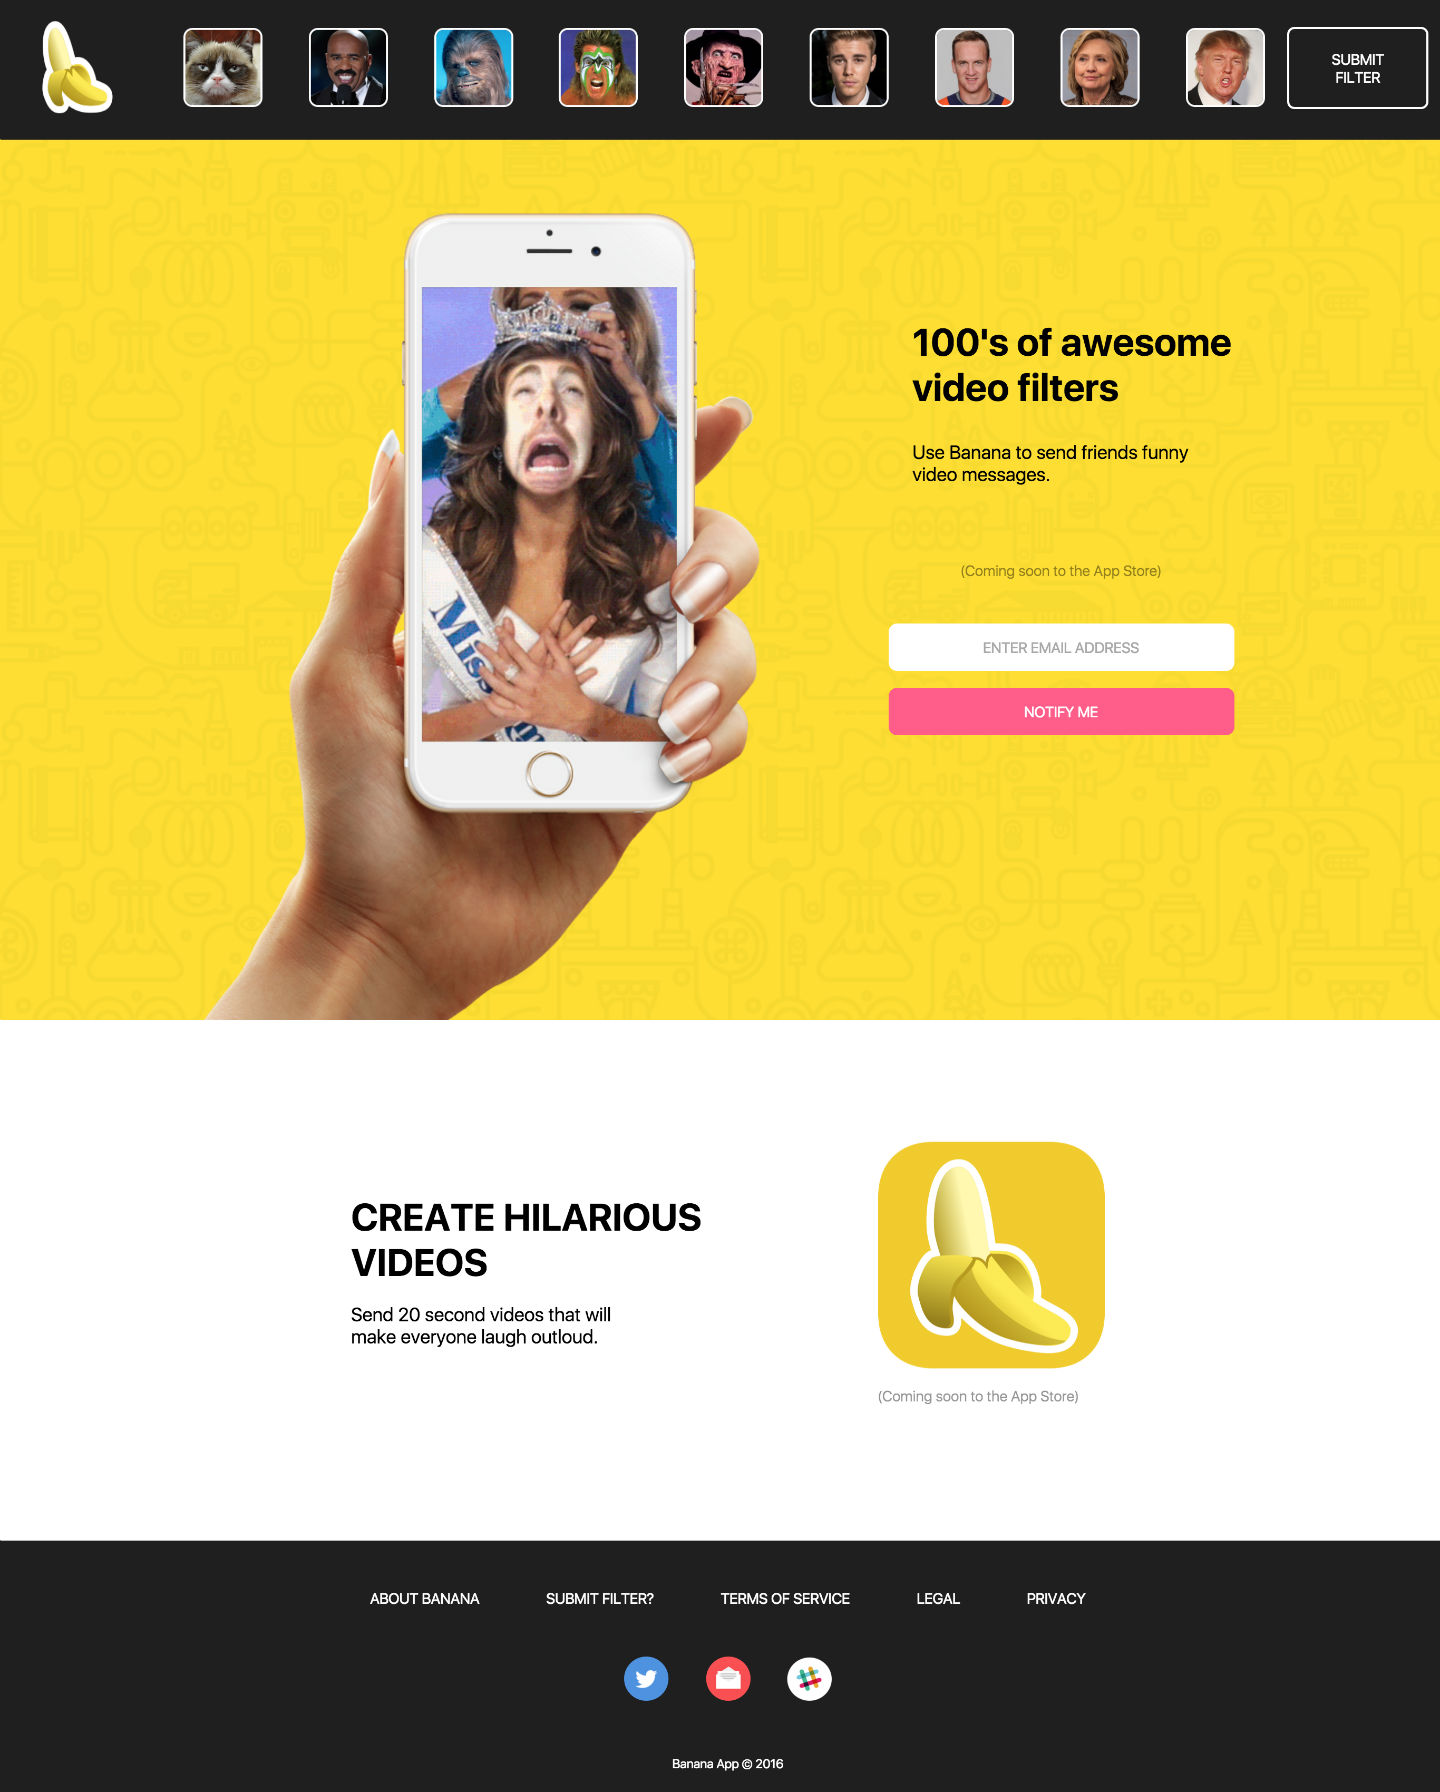 SUBMIT
FILTER
100's of awesome
video filters
Use Banana to send friends funny
video messages.
(Coming soon to the App Store)
ENTER EMAIL ADDRESS
NOTIFY ME
Miss
CREATE HILARIOUS
VIDEOS
Send 20 second videos that will
make everyone laugh outloud.
(Coming soon to the App Store)
ABOUT BANANA SUBMIT FILTER? TERMS OF SERVICE LEGAL PRIVACY
Banana App © 2016